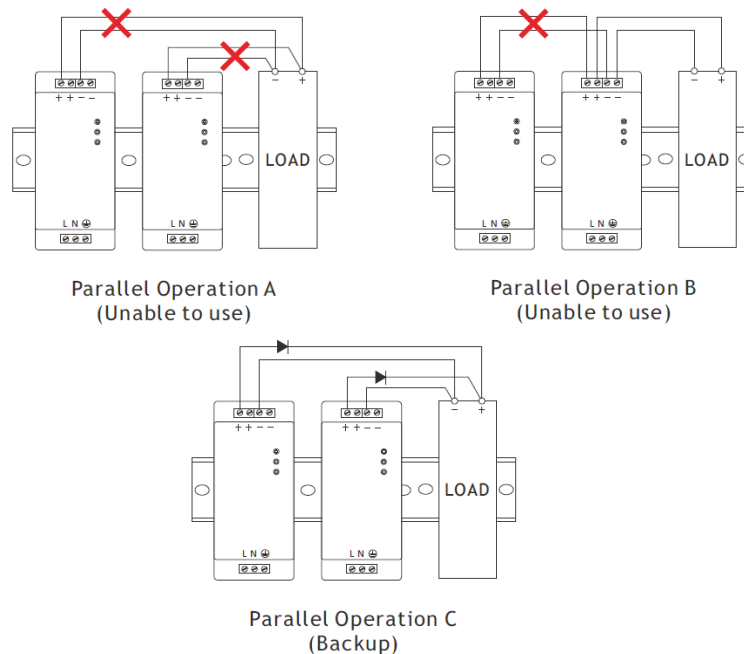 ++--
++--
- +
LOAD
L N
L N
Parallel Operation A
(Unable to use)
++--
++--
- +
LOAD
L N
L N
Parallel Operation B
(Unable to use)
++--
++--
- +
LOAD
L N
L N
Parallel Operation C
(Backup)